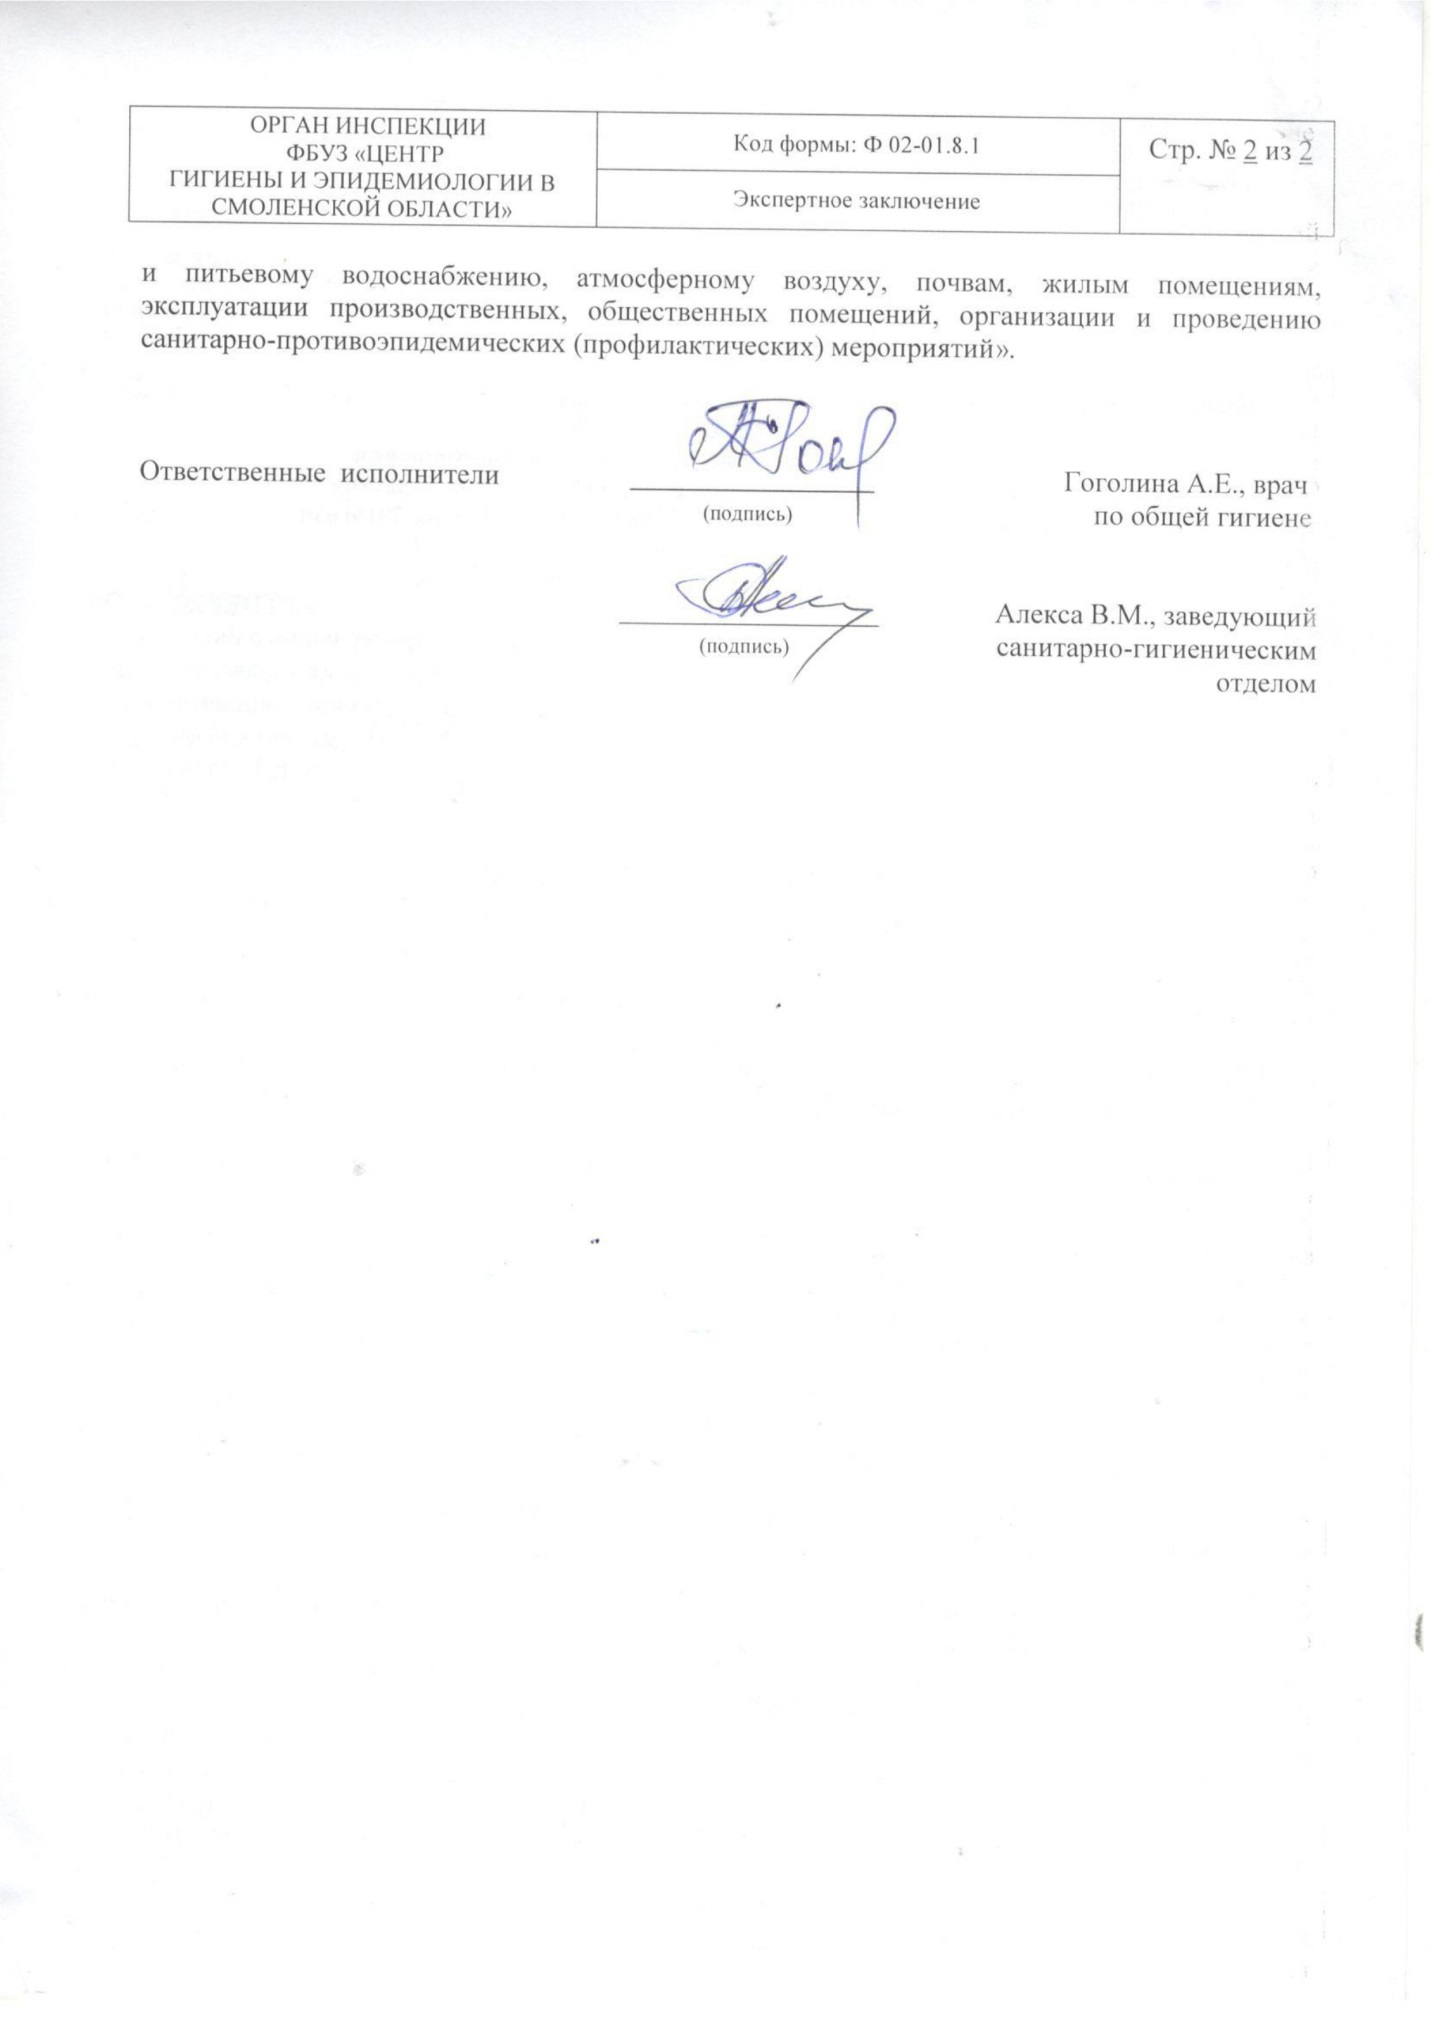 ОРГАН ИНСПЕКЦИИ
ФБУЗ «ЦЕНТР
ГИГИЕНЫ И ЭПИДЕМИОЛОГИИ В
СМОЛЕНСКОЙ ОБЛАСТИ»
Код формы: Ф 02-01.8.1
Экспертное заключение
Стр. № 2 из 2
и питьевому водоснабжению, атмосферному воздуху, почвам, жилым помещениям,
эксплуатации производственных, общественных помещений, организации и проведению
санитарно-противоэпидемических (профилактических) мероприятий».
Ответственные исполнители
(подпись)
Гоголина А.Е., врач
по общей гигиене
(подпись)
Алекса В.М., заведующий
санитарно-гигиеническим
отделом